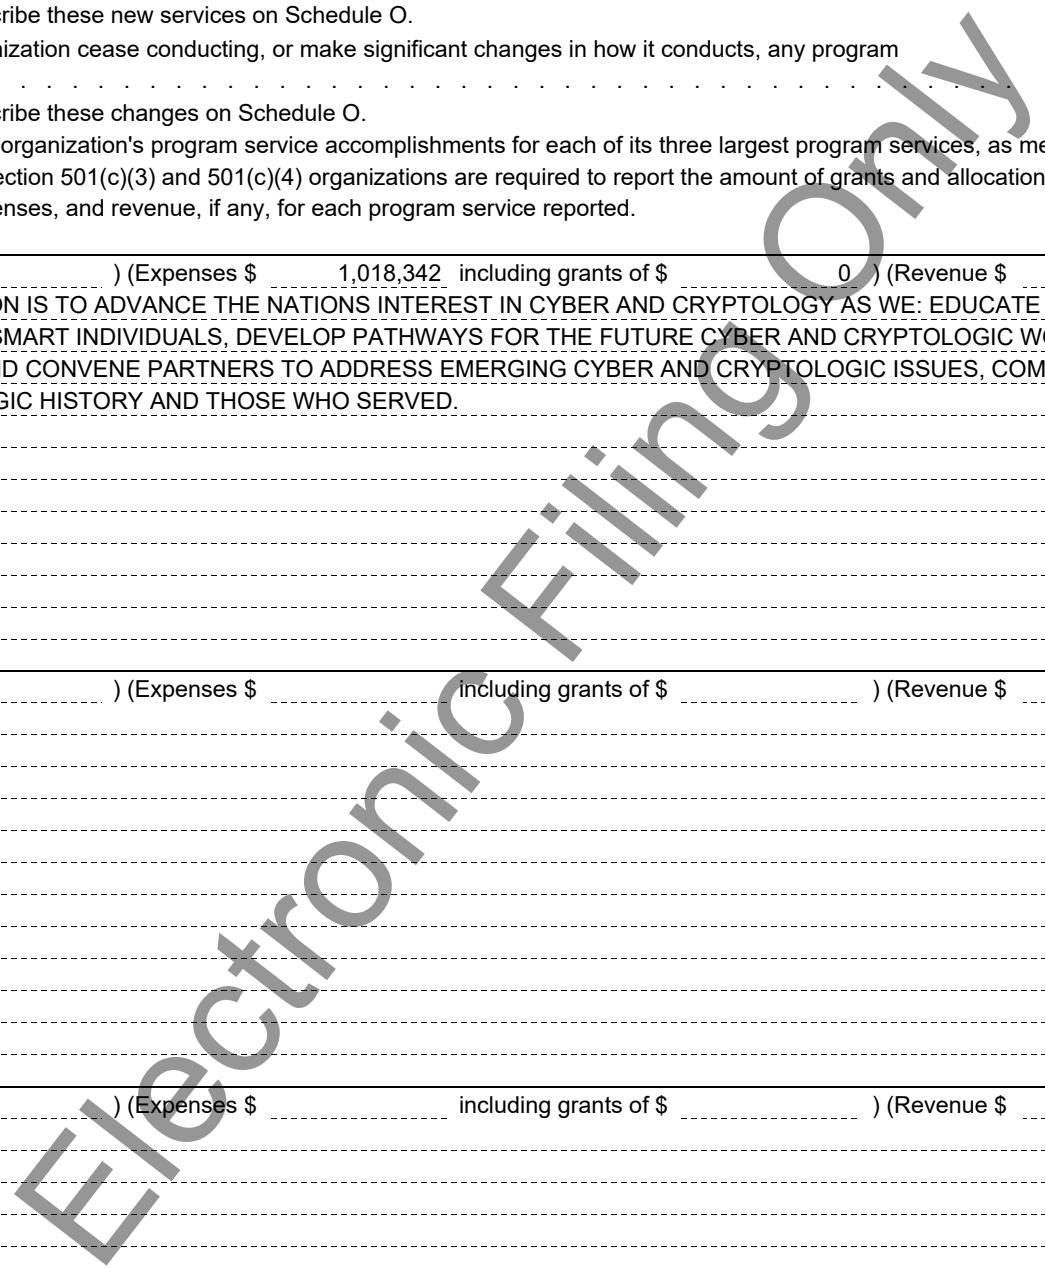 ribe these new services on Schedule O.
nization cease conducting, or make significant changes in how it conducts, any program
. . . . . . . . . . . . . . . . . . . . . . . . . . . . . . . . . . . . . . .
ribe these changes on Schedule O.
organization's program service accomplishments for each of its three largest program services, as me
ection 501(c)(3) and 501(c)(4) organizations are required to report the amount of grants and allocation
enses, and revenue, if any, for each program service reported.
) (Expenses $ 1,018,342 including grants of $ 0 ) (Revenue $
ON IS TO ADVANCE THE NATIONS INTEREST IN CYBER AND CRYPTOLOGY AS WE: EDUCATE
SMART INDIVIDUALS, DEVELOP PATHWAYS FOR THE FUTURE CYBER AND CRYPTOLOGIC WO
ND CONVENE PARTNERS TO ADDRESS EMERGING CYBER AND CRYPTOLOGIC ISSUES, COM
GIC HISTORY AND THOSE WHO SERVED.
) (Expenses $ including grants of $ ) (Revenue $
) (Expenses $ including grants of $ ) (Revenue $
Electronic Filing Only